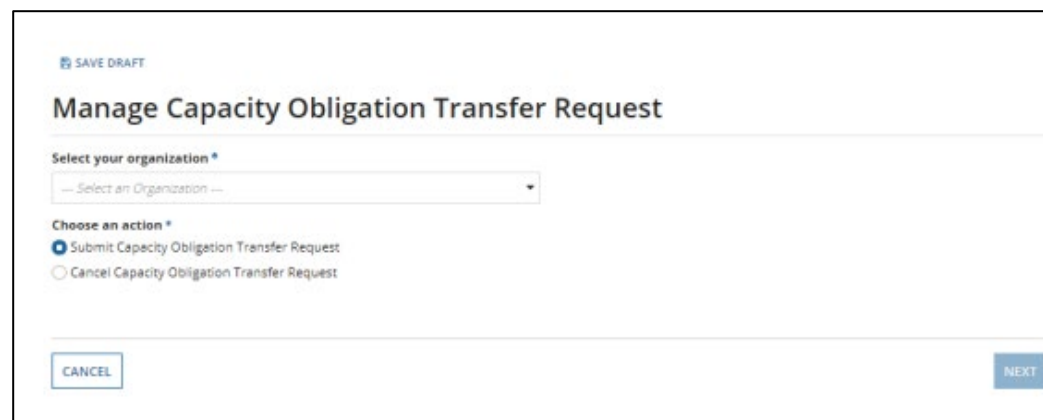 SAVE DRAFT
Manage Capacity Obligation Transfer Request
Select your organization *
--- Select an Organization ---
Choose an action *
Submit Capacity Obligation Transfer Request
Cancel Capacity Obligation Transfer Request
CANCEL
NEXT